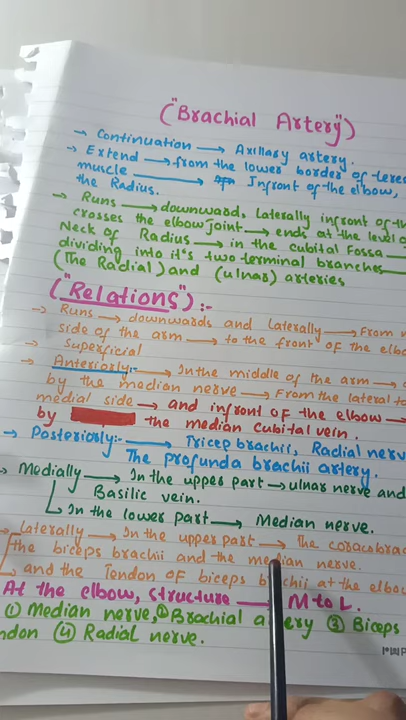 ("Brachial Artery")
→ Continuation → Axillary artery.
→ Extend → from the lower border of teres
muscle → Infront of the elbow,
the Radius.
→ Runs → downward, laterally infront of th
crosses the elbow joint → ends at the level o
Neck of Radius → in the cubital Fossa →
dividing into it's two terminal branches
(The Radial) and (ulnar) arteries
("Relations") :-
→ Runs → downwards and laterally → From
side of the arm → to the front of the elbo
→ Superficial
→ Anteriorly:- → In the middle of the arm →
by the median nerve → From the lateral to
medial side → and infront of the elbow →
by the median cubital vein.
→ Posteriorly:- → Tricep brachii, Radial nerv
The profunda brachii artery.
→ Medially → In the upper part → ulnar nerve and
Basilic vein.
↳ In the lower part → Median nerve.
→ Laterally → In the upper part → The coracobrac
the biceps brachii and the median nerve.
↳ and the Tendon of biceps b chii at the elbow
At the elbow, structure → M to L.
(1) Median nerve, ② Brachial a ery ③ Biceps
ndon ④ Radial nerve.